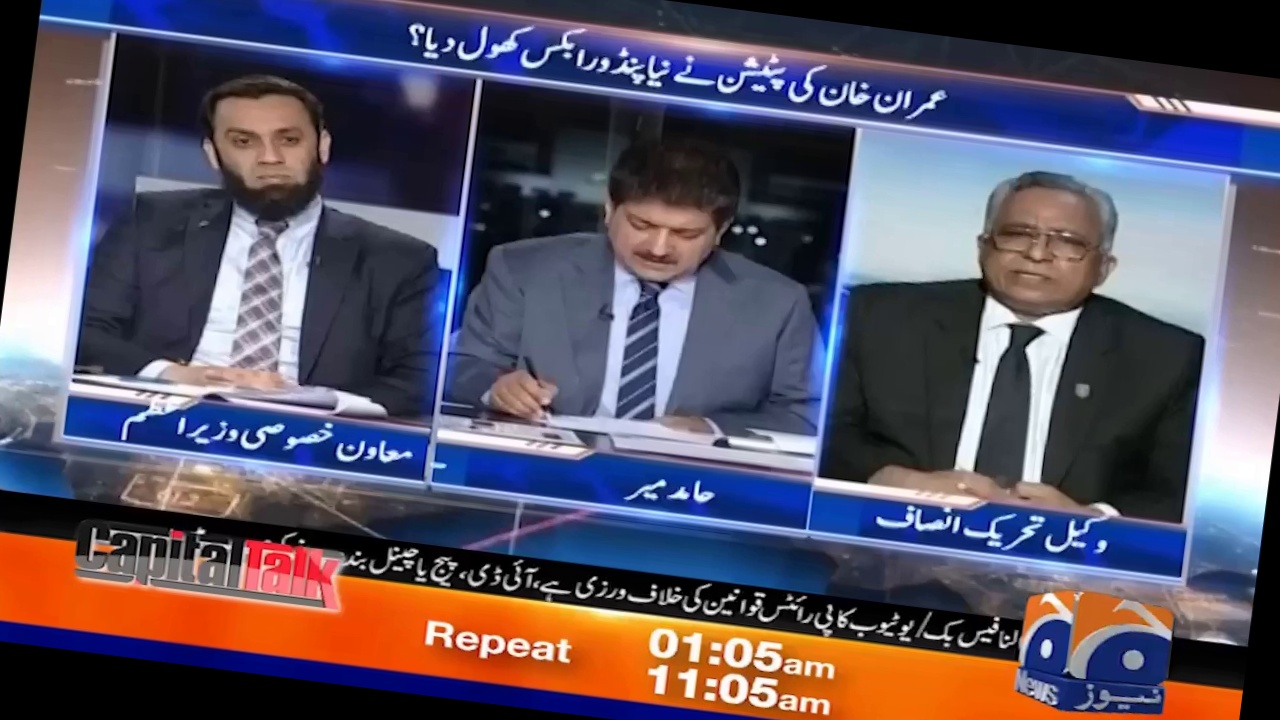 عمران خان کی پٹیشن نے نیا پنڈورا بکس کھول دیا؟
معاون خصوصی وزیر اعظم
حامد میر
وکیل تحریک انصاف
Capital Talk
لنا فیس بک/یوٹیوب کاپی رائٹس قوانین کی خلاف ورزی ہے، آئی ڈی، پیج یا چینل بند
Repeat 01:05am
11:05am
News نیوز